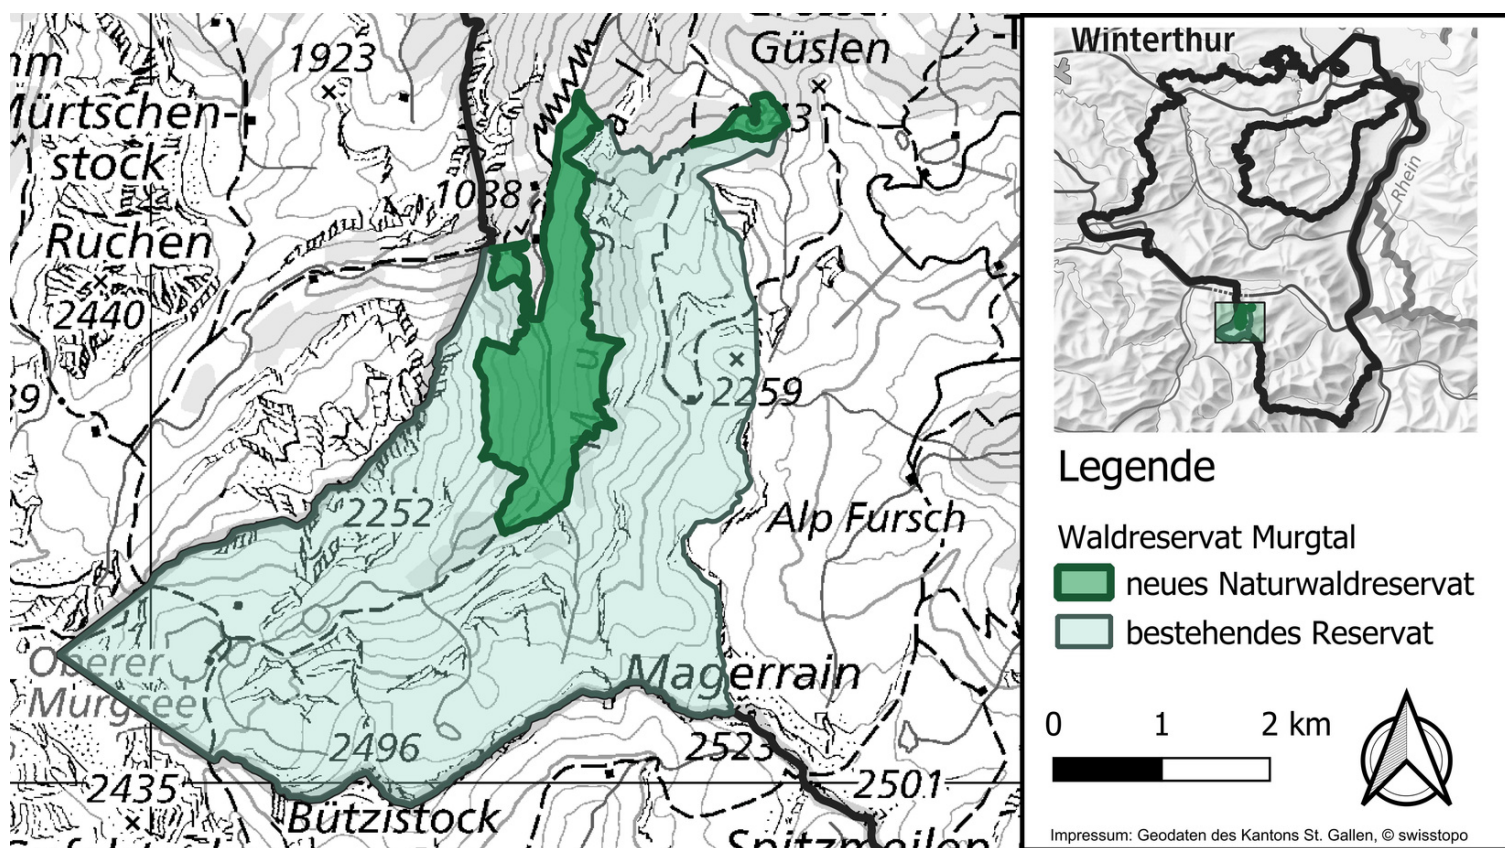 Güslen
1923
Mürtschen-
stock
1088
Ruchen
2440
2259
2252
Alp Fursch
Oberer
Murgsee
Magerrain
2496
2523
2435
2501
Bützistock
Winterthur
Rhein
Legende
Waldreservat Murgtal
neues Naturwaldreservat
bestehendes Reservat
0 1 2 km
Impressum: Geodaten des Kantons St. Gallen, © swisstopo